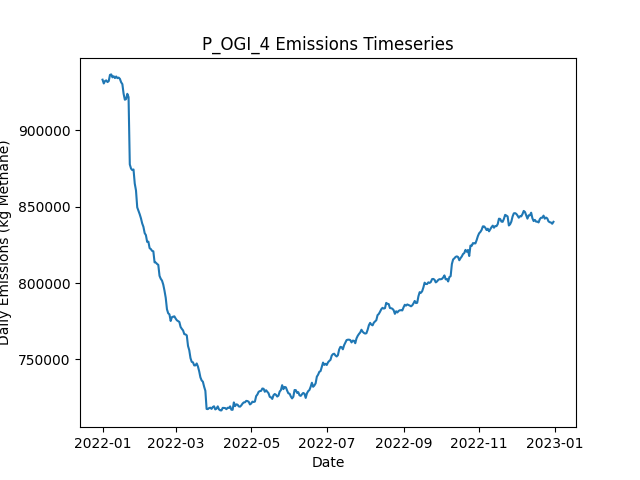 P_OGI_4 Emissions Timeseries
Daily Emissions (kg Methane)
900000
850000
800000
750000
2022-01 2022-03 2022-05 2022-07 2022-09 2022-11 2023-01
Date